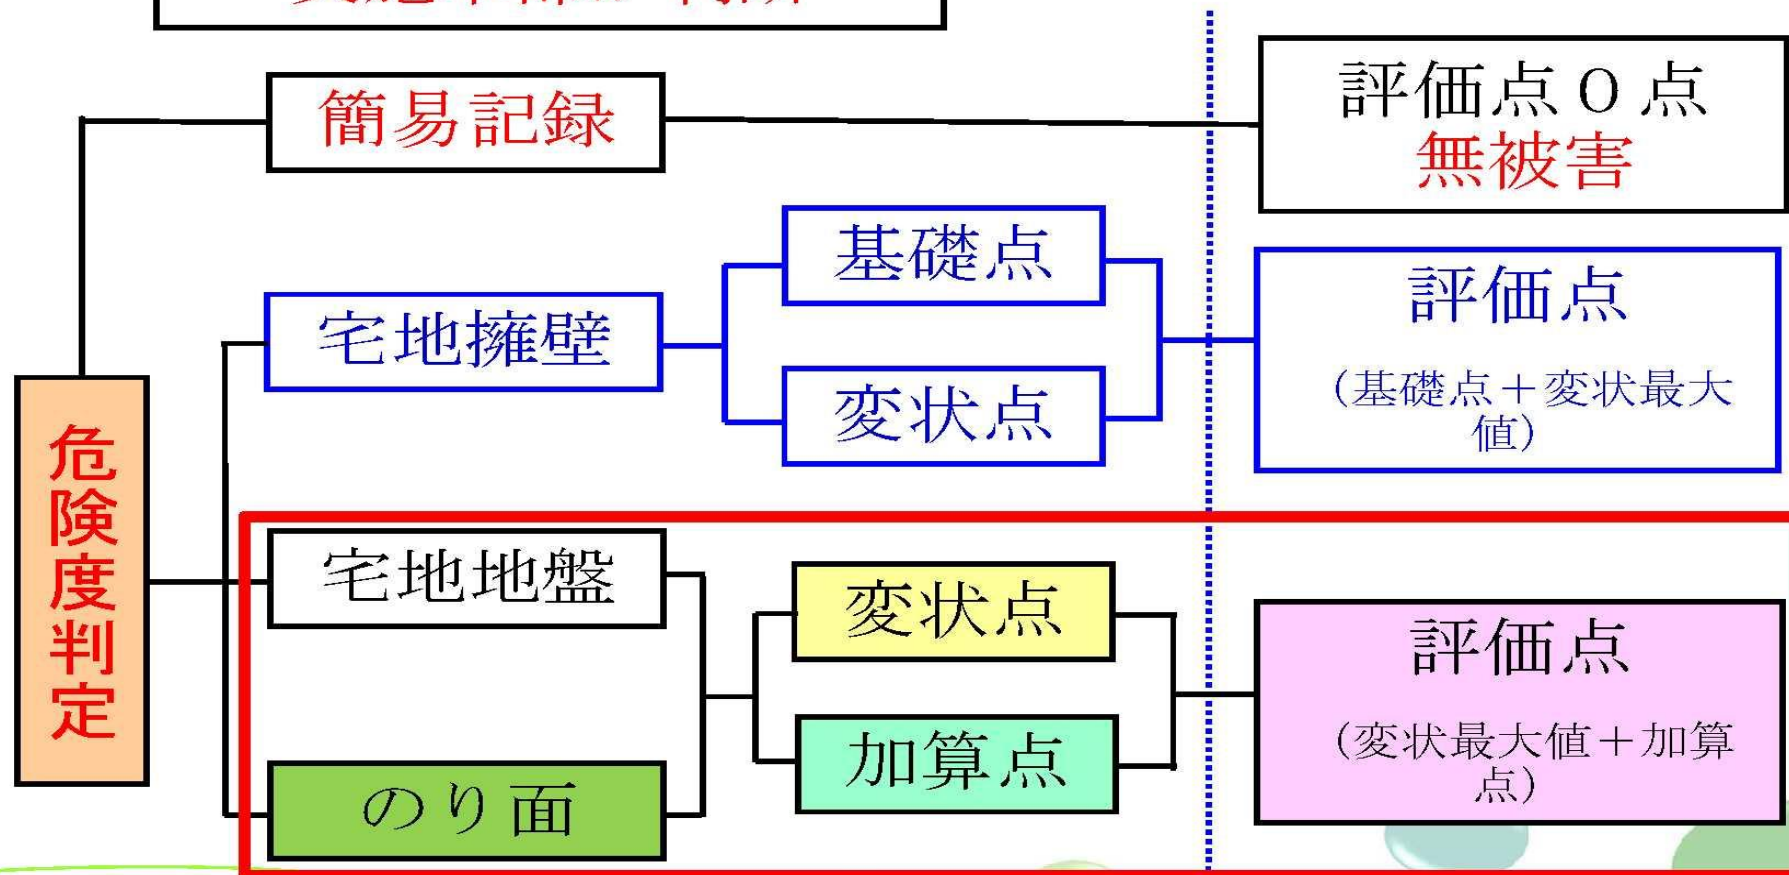 簡易記録
評価点０点
無被害
基礎点
宅地擁壁
変状点
評価点
（基礎点＋変状最大
値）
危険度判定
宅地地盤
のり面
変状点
加算点
評価点
（変状最大値＋加算
点）